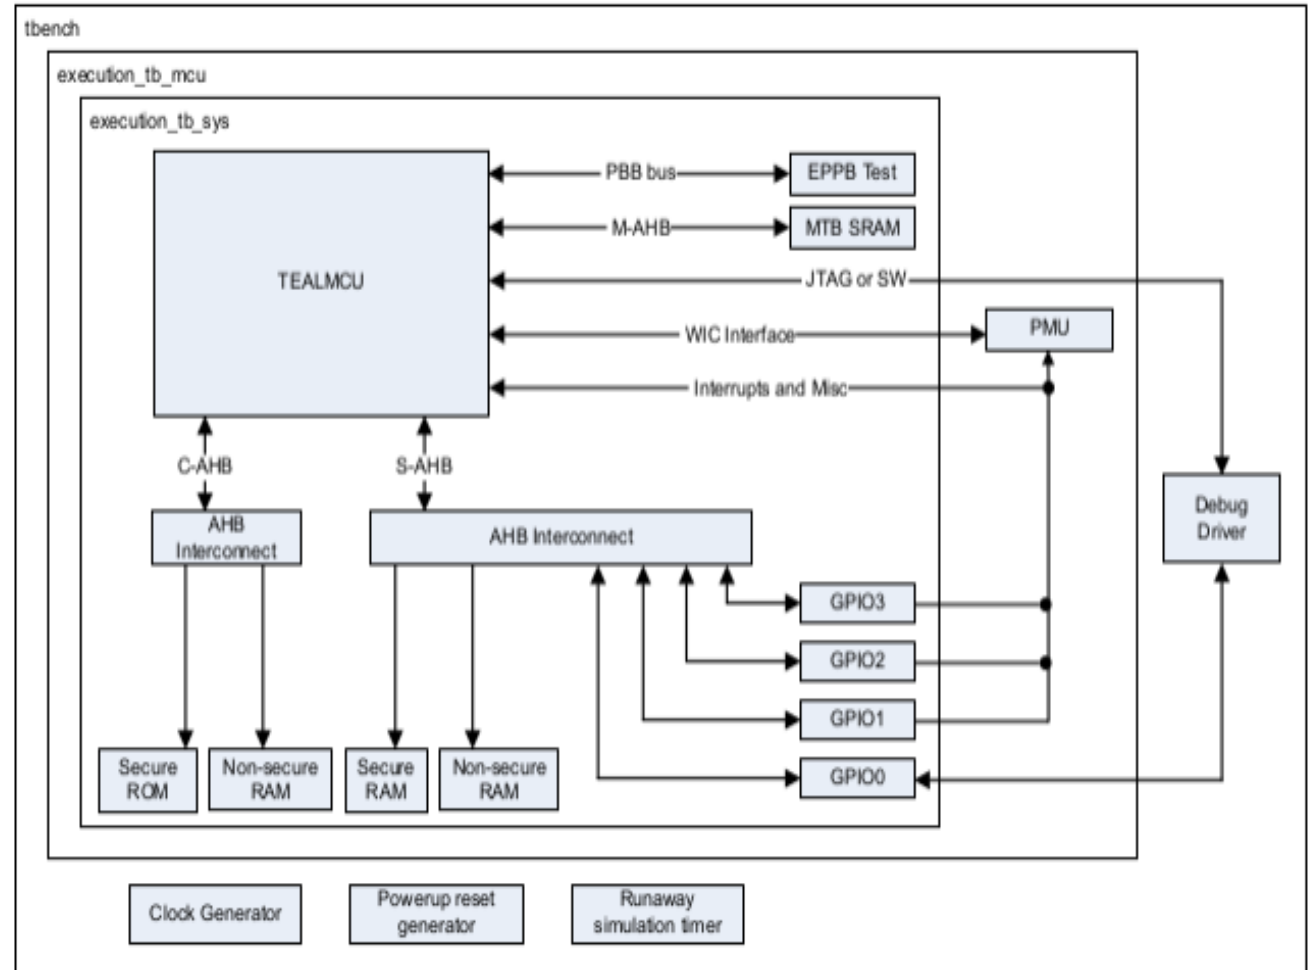 tbench
execution_tb_mcu
execution_tb_sys
PBB bus
EPPB Test
M-AHB
MTB SRAM
TEALMCU
JTAG or SW
WIC Interface
PMU
Interrupts and Misc
C-AHB
S-AHB
AHB
Interconnect
AHB Interconnect
Debug
Driver
GPIO3
GPIO2
GPIO1
GPIO0
Secure
ROM
Non-secure
RAM
Secure
RAM
Non-secure
RAM
Clock Generator
Powerup reset
generator
Runaway
simulation timer